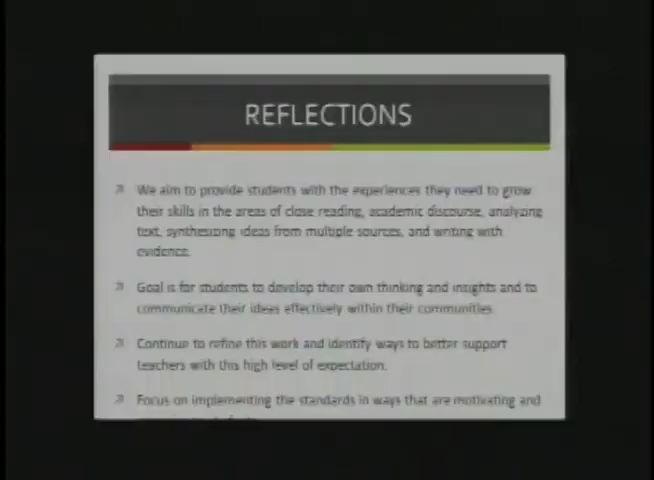 REFLECTIONS
We aim to provide students with the experiences they need to grow
their skills in the areas of close reading, academic discourse, analyzing
text, synthesizing ideas from multiple sources, and writing with
evidence.
Goal is for students to develop their own thinking and insights and to
communicate their ideas effectively within their communities.
Continue to refine this work and identify ways to better support
teachers with this high level of expectation.
Focus on implementing the standards in ways that are motivating and